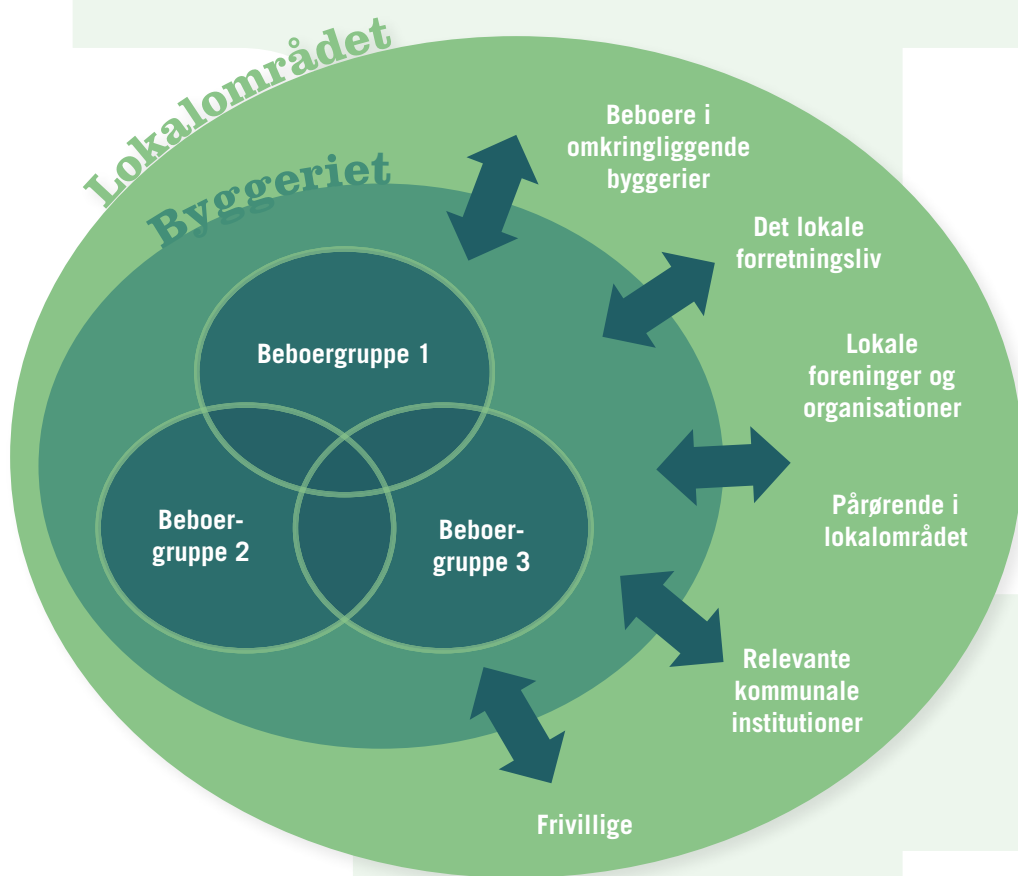 Lokalområdet
Byggeriet
Beboere i
omkringliggende
byggerier
Det lokale
forretningsliv
Lokale
foreninger og
organisationer
Pårørende i
lokalområdet
Relevante
kommunale
institutioner
Frivillige
Beboergruppe 1
Beboer-
gruppe 2
Beboer-
gruppe 3